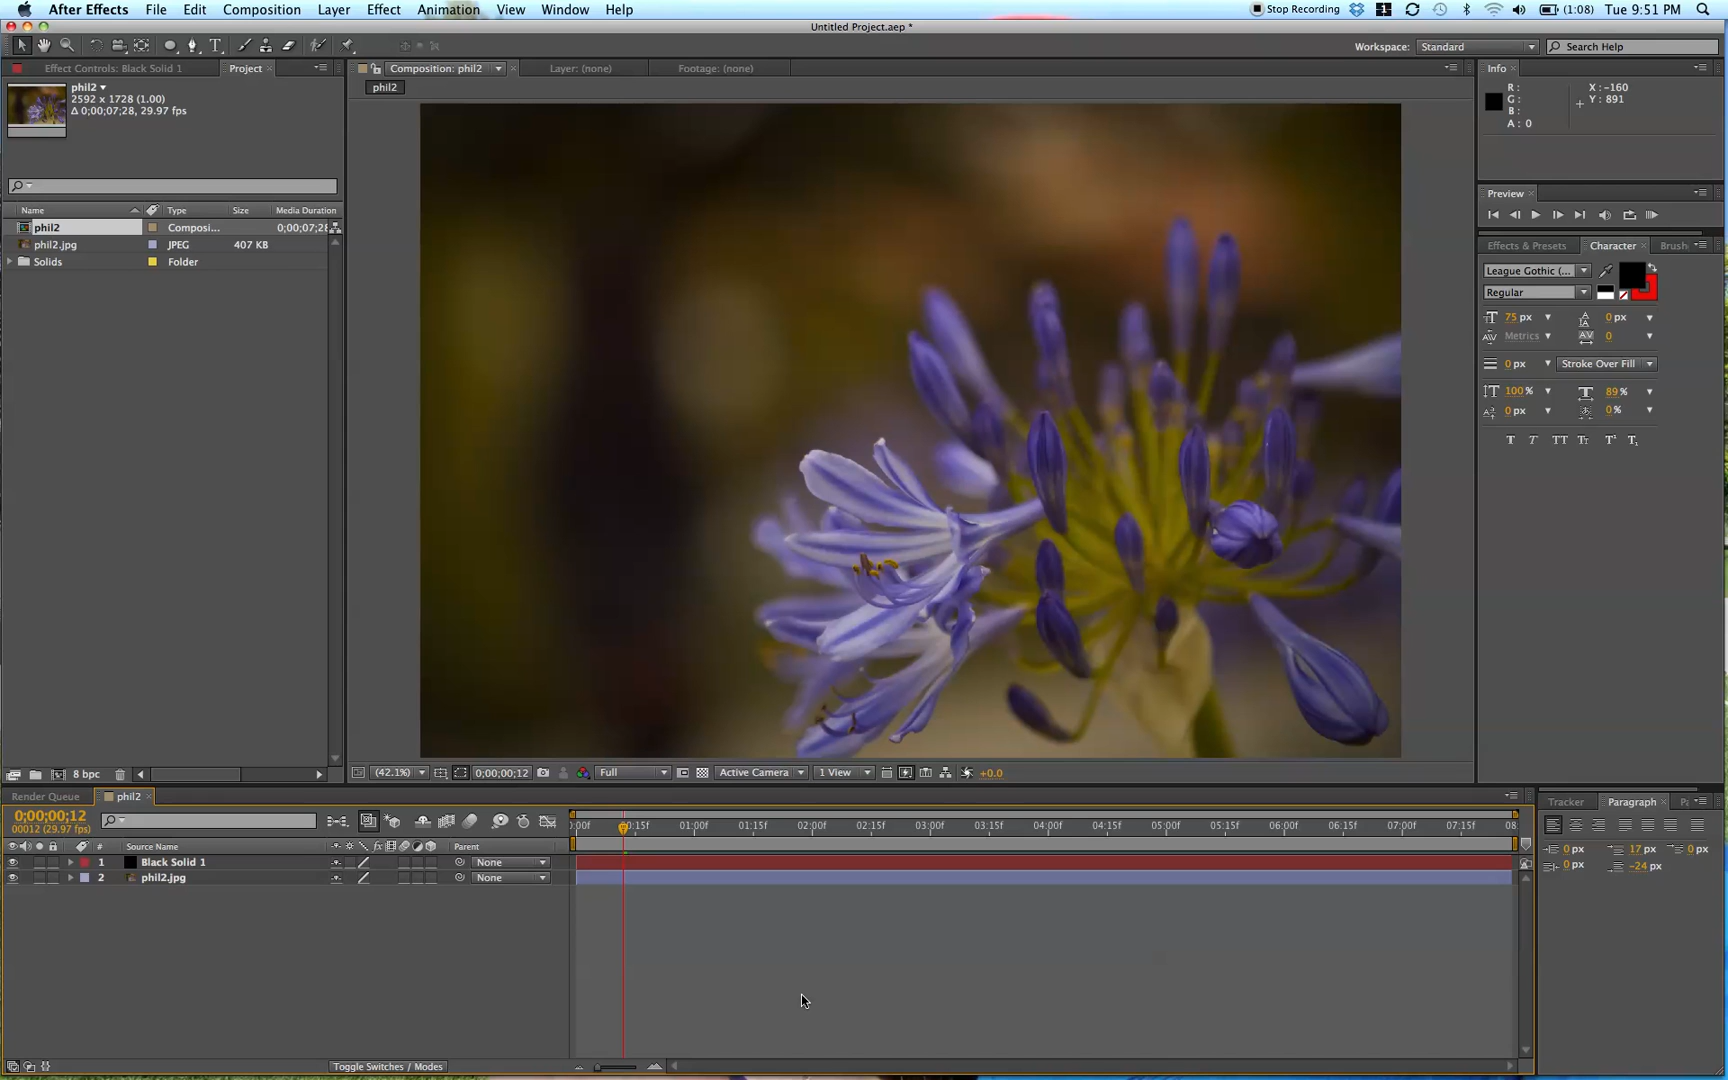 After Effects File Edit Composition Layer Effect Animation View Window Help
Stop Recording 1 (1:08) Tue 9:51 PM
Untitled Project.aep *
Workspace: Standard Search Help
Effect Controls: Black Solid 1 Project
Composition: phil2 Layer: (none) Footage: (none)
Info
phil2
2592 x 1728 (1.00)
Δ 0;00;07;28, 29.97 fps
phil2
R :
G :
B :
A : 0
X : -160
Y : 891
Preview
Name Type Size Media Duration
phil2 Composi... 0;00;07;28
phil2.jpg JPEG 407 KB
Solids Folder
Effects & Presets Character Brush
League Gothic (...
Regular
75 px 0 px
Metrics 0
0 px Stroke Over Fill
100 % 89 %
0 px 0 %
T T TT Tt T¹ T₁
8 bpc
(42.1%) 0;00;00;12 Full Active Camera 1 View +0.0
Render Queue phil2
Tracker Paragraph
0;00;00;12
00012 (29.97 fps)
:00f 0:15f 01:00f 01:15f 02:00f 02:15f 03:00f 03:15f 04:00f 04:15f 05:00f 05:15f 06:00f 06:15f 07:00f 07:15f 08:
# Source Name Parent
1 Black Solid 1 None
2 phil2.jpg None
0 px 17 px 0 px
0 px -24 px
Toggle Switches / Modes